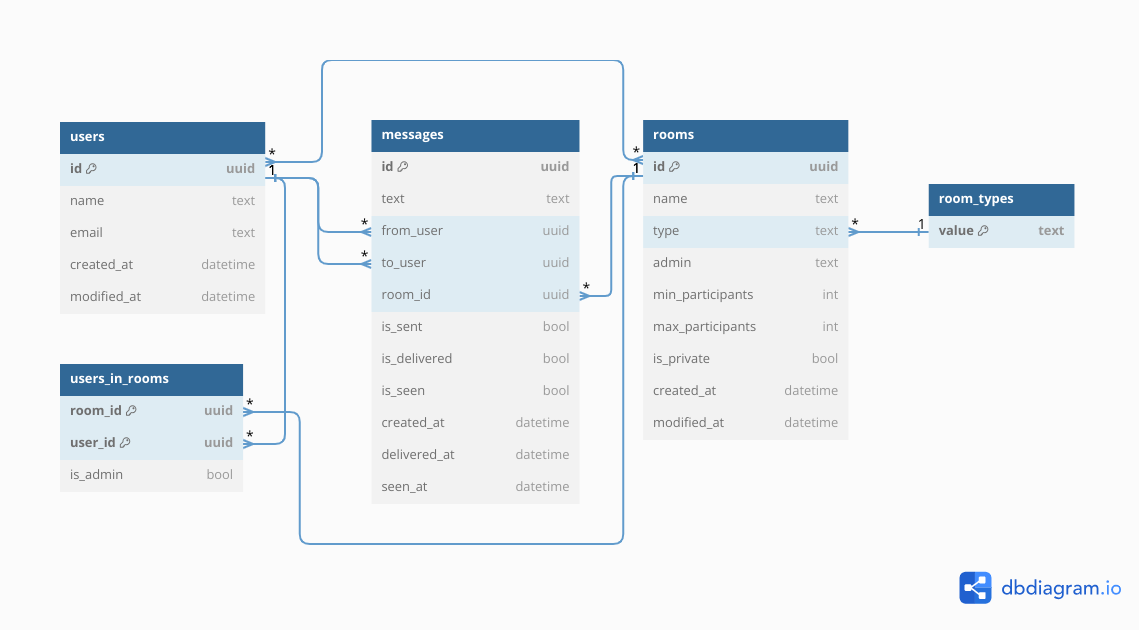 users
id uuid
name text
email text
created_at datetime
modified_at datetime
users_in_rooms
room_id uuid
user_id uuid
is_admin bool
messages
id uuid
text text
from_user uuid
to_user uuid
room_id uuid
is_sent bool
is_delivered bool
is_seen bool
created_at datetime
delivered_at datetime
seen_at datetime
rooms
id uuid
name text
type text
admin text
min_participants int
max_participants int
is_private bool
created_at datetime
modified_at datetime
room_types
value text
*
1
*
*
*
*
*
*
1
*
1
dbdiagram.io